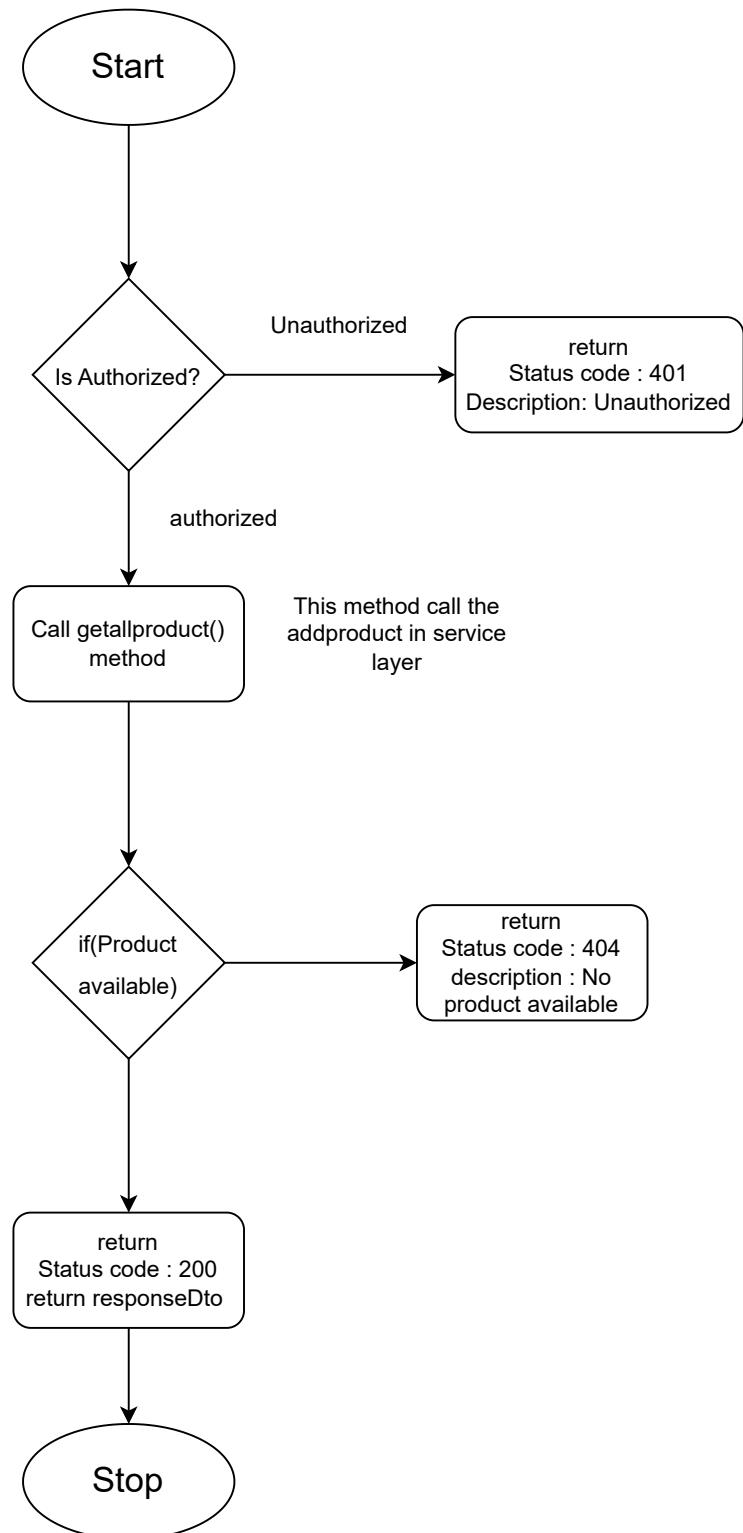 Start
Unauthorized
Is Authorized?
return
Status code : 401
Description: Unauthorized
authorized
Call getallproduct()
method
This method call the
addproduct in service
layer
if(Product
available)
return
Status code : 404
description : No
product available
return
Status code : 200
return responseDto
Stop